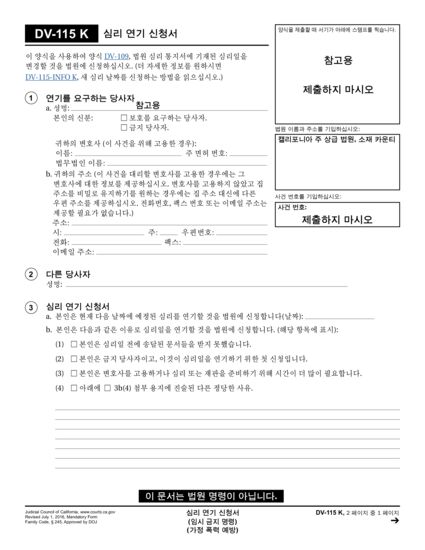 DV-115 K 심리 연기 신청서
양식을 제출할 때 서기가 아래에 스탬프를 찍습니다.
이 양식을 사용하여 양식 DV-109, 법원 심리 통지서에 기재된 심리일을
변경할 것을 법원에 신청하십시오. (더 자세한 정보를 원하시면
DV-115-INFO K, 새 심리 날짜를 신청하는 방법을 읽으십시오.)
참고용
제출하지 마시오
1 연기를 요구하는 당사자
a. 성명: 참고용
본인의 신분: □ 보호를 요구하는 당사자.
□ 금지 당사자.
귀하의 변호사 (이 사건을 위해 고용한 경우):
이름: 주 면허 번호:
법무법인 이름:
b. 귀하의 주소 (이 사건을 대리할 변호사를 고용한 경우에는 그
변호사에 대한 정보를 제공하십시오. 변호사를 고용하지 않았고 집
주소를 비밀로 유지하기를 원하는 경우에는 집 주소 대신에 다른
우편 주소를 제공하십시오. 전화번호, 팩스 번호 또는 이메일 주소는
제공할 필요가 없습니다.)
주소:
시: 주: 우편번호:
전화: 팩스:
이메일 주소:
법원 이름과 주소를 기입하십시오:
캘리포니아 주 상급 법원, 소재 카운티
사건 번호를 기입하십시오:
사건 번호:
제출하지 마시오
2 다른 당사자
성명:
3 심리 연기 신청서
a. 본인은 현재 다음 날짜에 예정된 심리를 연기할 것을 법원에 신청합니다(날짜):
b. 본인은 다음과 같은 이유로 심리일을 연기할 것을 법원에 신청합니다. (해당 항목에 표시):
(1) □ 본인은 심리일 전에 송달된 문서들을 받지 못했습니다.
(2) □ 본인은 금지 당사자이고, 이것이 심리일을 연기하기 위한 첫 신청입니다.
(3) □ 본인은 변호사를 고용하거나 심리 또는 재판을 준비하기 위해 시간이 더 많이 필요합니다.
(4) □ 아래에 □ 3b(4) 첨부 용지에 진술된 다른 정당한 사유.
이 문서는 법원 명령이 아닙니다.
Judicial Council of California, www.courts.ca.gov
Revised July 1, 2016, Mandatory Form
Family Code, § 245, Approved by DOJ
심리 연기 신청서
(임시 금지 명령)
(가정 폭력 예방)
DV-115 K, 2 페이지 중 1 페이지
➔